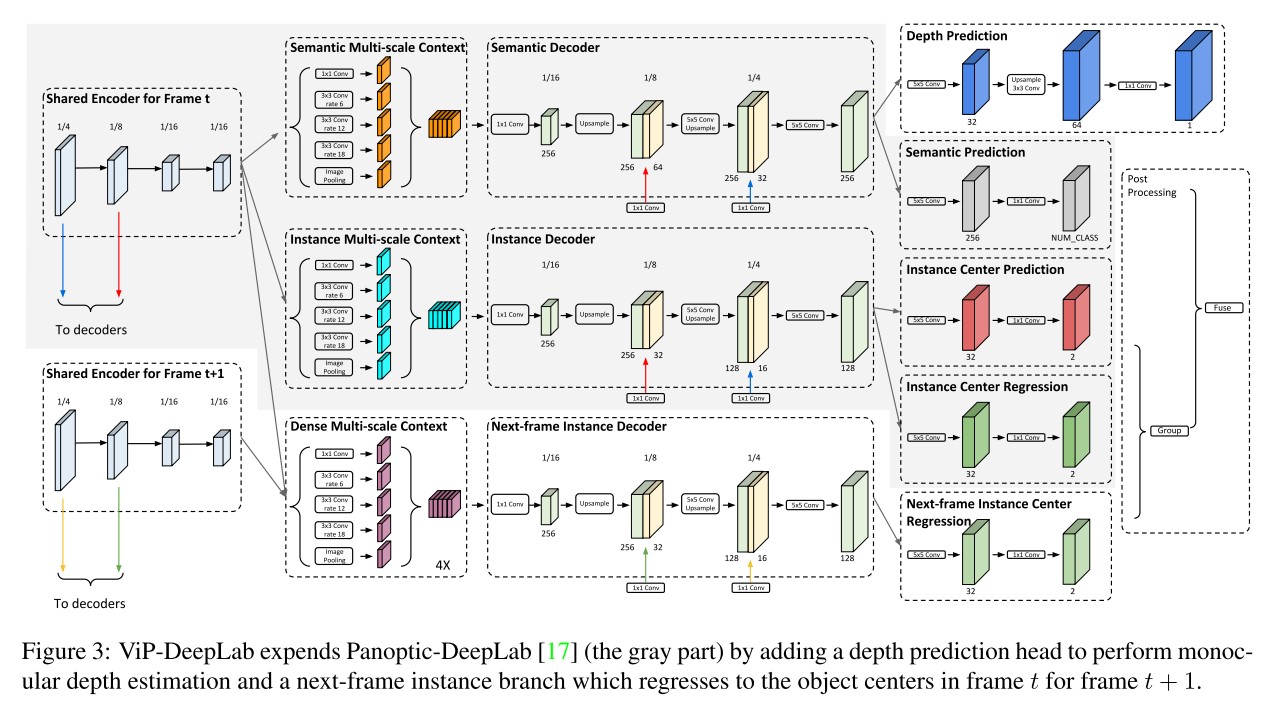 Shared Encoder for Frame t
1/4 1/8 1/16 1/16
To decoders
Shared Encoder for Frame t+1
1/4 1/8 1/16 1/16
To decoders
Semantic Multi-scale Context
1x1 Conv
3x3 Conv
rate 6
3x3 Conv
rate 12
3x3 Conv
rate 18
Image
Pooling
Semantic Decoder
1/16 1/8 1/4
1x1 Conv
256
Upsample
256 64
5x5 Conv
Upsample
256 32
5x5 Conv
256
1x1 Conv
1x1 Conv
Instance Multi-scale Context
1x1 Conv
3x3 Conv
rate 6
3x3 Conv
rate 12
3x3 Conv
rate 18
Image
Pooling
Instance Decoder
1/16 1/8 1/4
1x1 Conv
256
Upsample
256 32
5x5 Conv
Upsample
128 16
5x5 Conv
128
1x1 Conv
1x1 Conv
Dense Multi-scale Context
1x1 Conv
3x3 Conv
rate 6
3x3 Conv
rate 12
3x3 Conv
rate 18
Image
Pooling
4X
Next-frame Instance Decoder
1/16 1/8 1/4
1x1 Conv
256
Upsample
256 32
5x5 Conv
Upsample
128 16
5x5 Conv
128
1x1 Conv
1x1 Conv
Depth Prediction
5x5 Conv
32
Upsample
3x3 Conv
64
1x1 Conv
1
Semantic Prediction
5x5 Conv
256
1x1 Conv
NUM_CLASS
Instance Center Prediction
5x5 Conv
32
1x1 Conv
2
Instance Center Regression
5x5 Conv
32
1x1 Conv
2
Next-frame Instance Center
Regression
5x5 Conv
32
1x1 Conv
2
Post
Processing
Fuse
Group
Figure 3: ViP-DeepLab expends Panoptic-DeepLab [17] (the gray part) by adding a depth prediction head to perform monoc-
ular depth estimation and a next-frame instance branch which regresses to the object centers in frame t for frame t + 1.